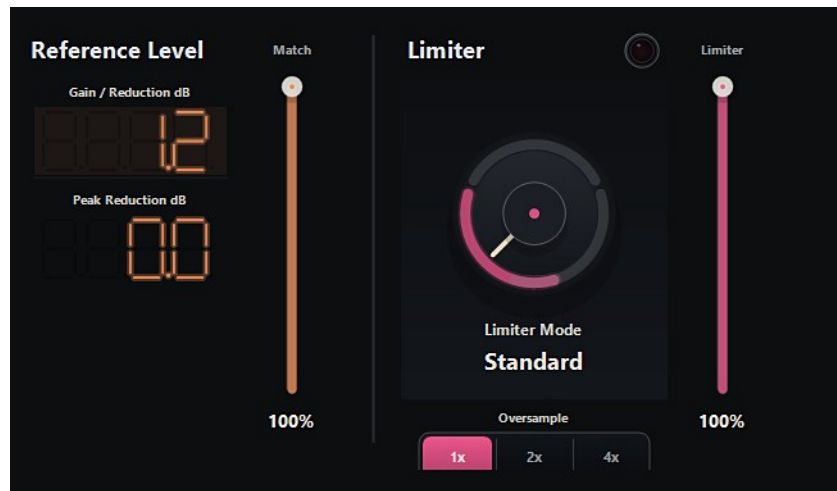 Reference Level
Match
Gain / Reduction dB
1.2
Peak Reduction dB
0.0
100%
Limiter
Limiter
Limiter Mode
Standard
Oversample
1x 2x 4x
100%